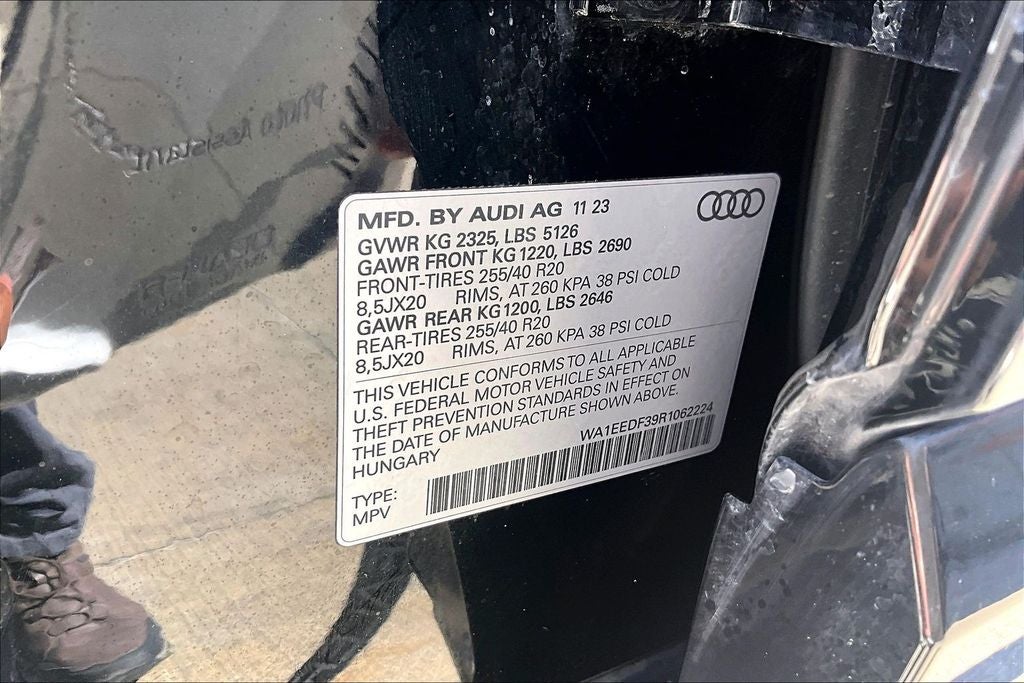 MFD. BY AUDI AG 11 23
GVWR KG 2325, LBS 5126
GAWR FRONT KG 1220, LBS 2690
FRONT-TIRES 255/40 R20
8,5JX20 RIMS, AT 260 KPA 38 PSI COLD
GAWR REAR KG 1200, LBS 2646
REAR-TIRES 255/40 R20
8,5JX20 RIMS, AT 260 KPA 38 PSI COLD
THIS VEHICLE CONFORMS TO ALL APPLICABLE
U.S. FEDERAL MOTOR VEHICLE SAFETY AND
THEFT PREVENTION STANDARDS IN EFFECT ON
THE DATE OF MANUFACTURE SHOWN ABOVE.
HUNGARY WA1EEDF39R1062224
TYPE:
MPV